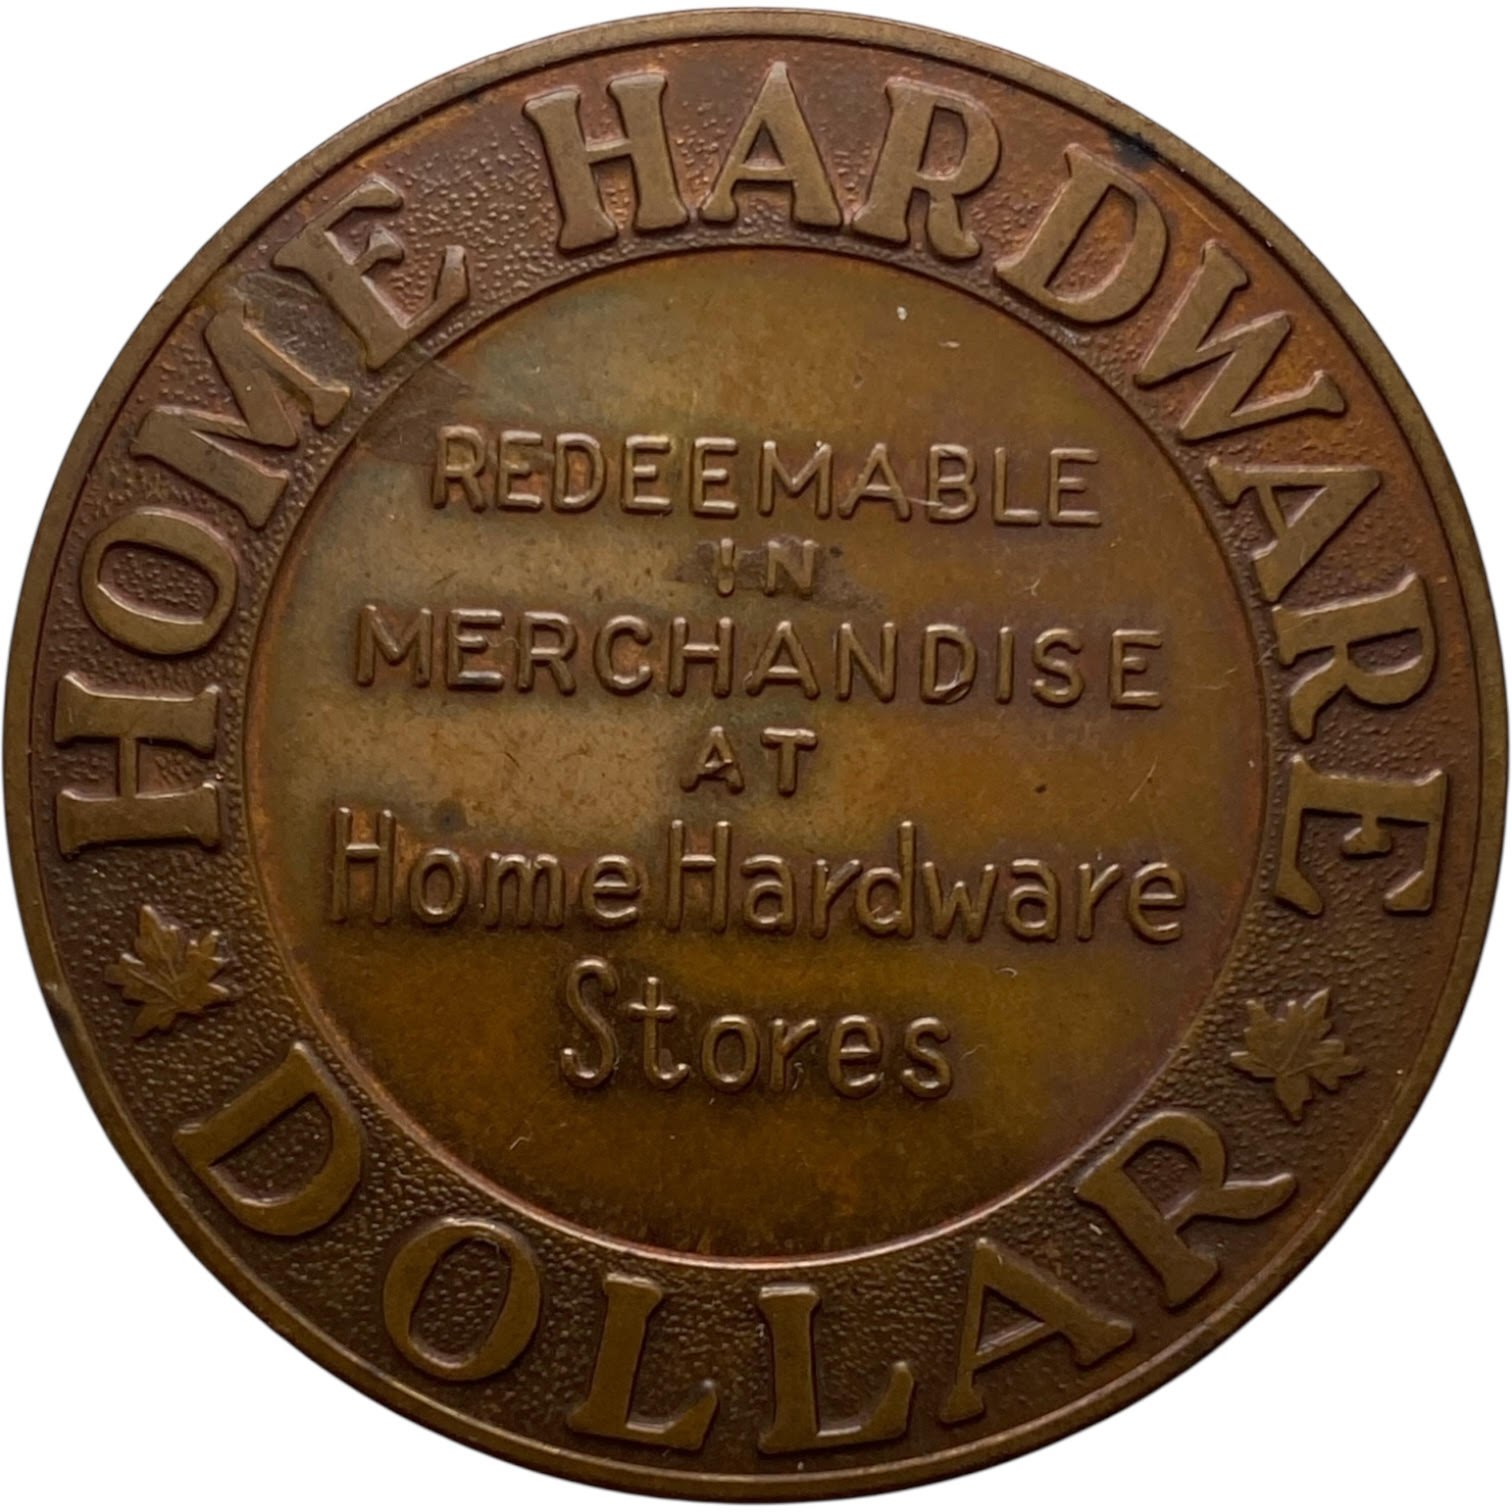 HOME HARDWARE
REDEEMABLE
IN
MERCHANDISE
AT
Home Hardware
Stores
DOLLAR